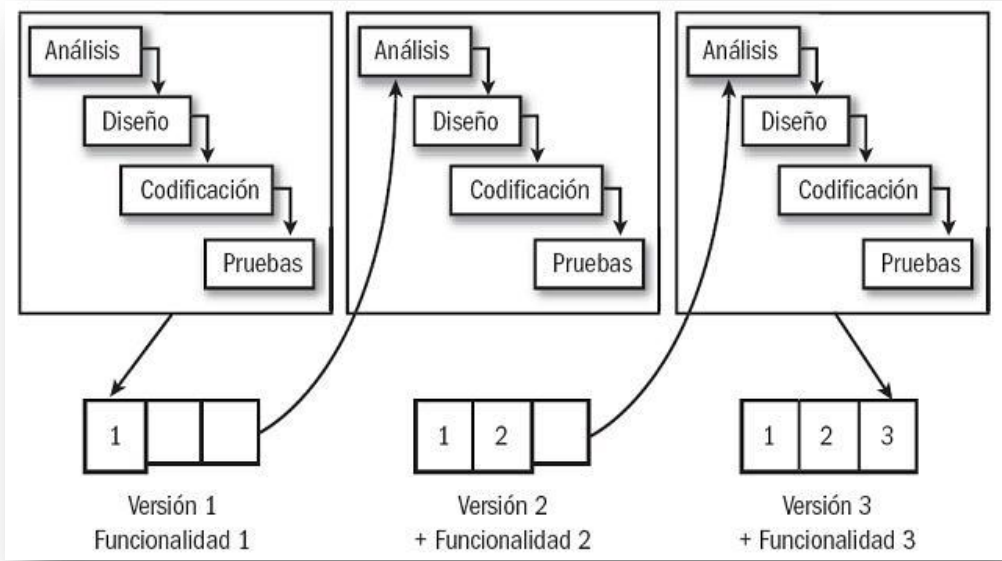 Análisis
Diseño
Codificación
Pruebas
Análisis
Diseño
Codificación
Pruebas
Análisis
Diseño
Codificación
Pruebas
1
Versión 1
Funcionalidad 1
1 2
Versión 2
+ Funcionalidad 2
1 2 3
Versión 3
+ Funcionalidad 3